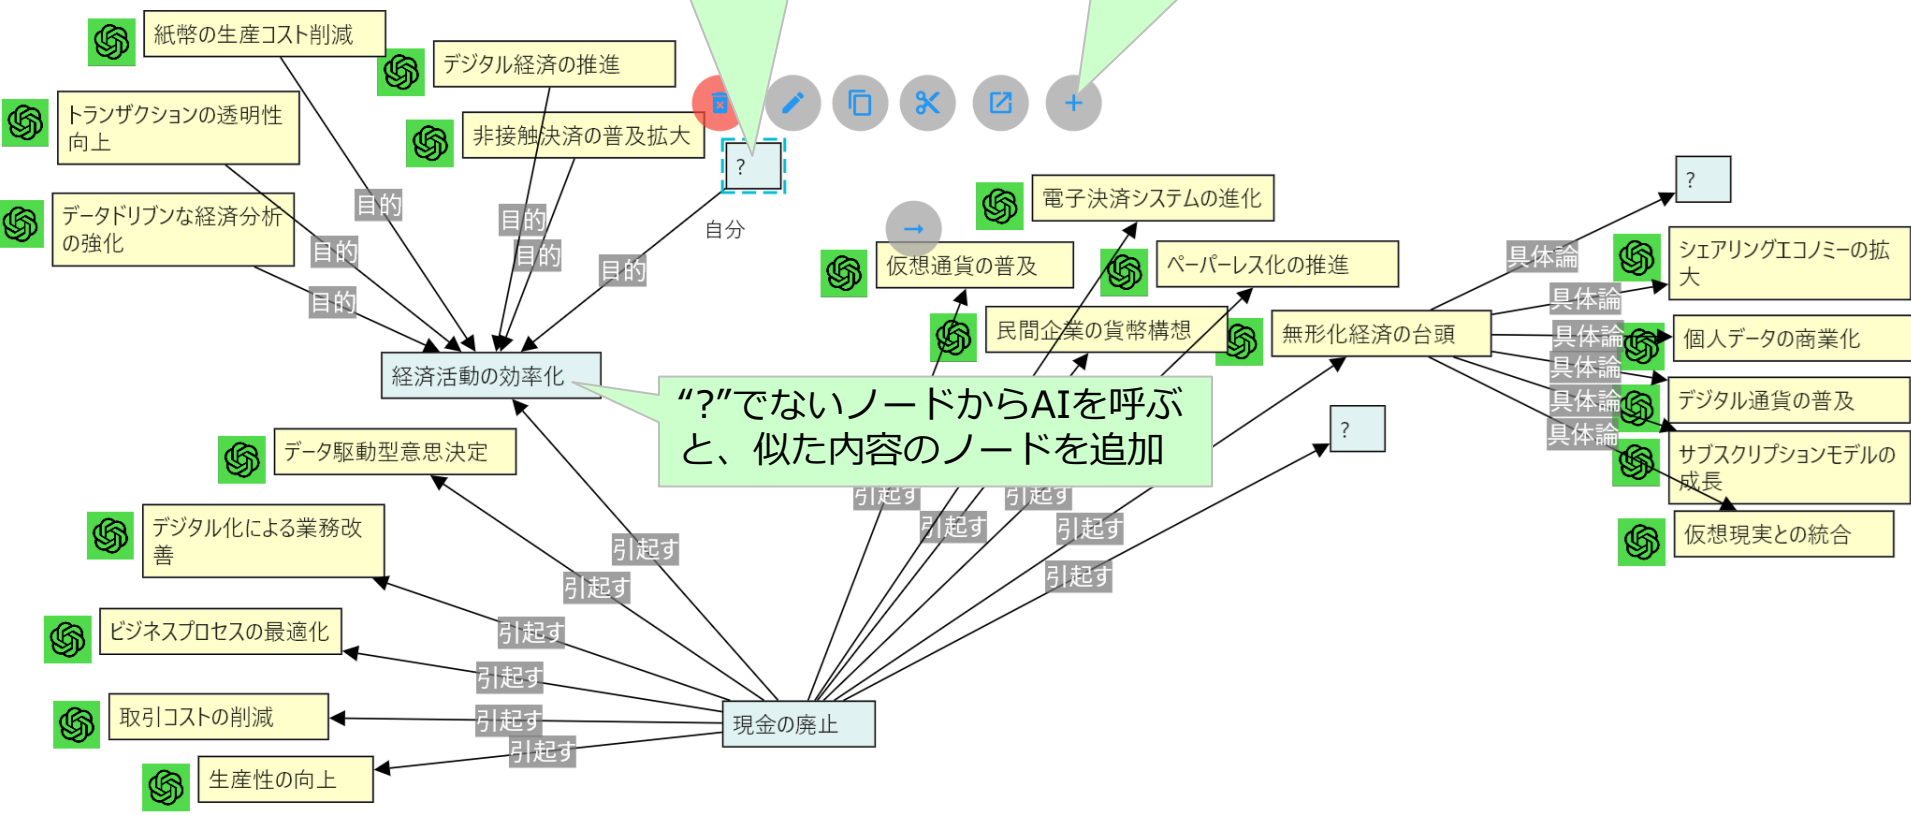 紙幣の生産コスト削減
デジタル経済の推進
トランザクションの透明性
向上
非接触決済の普及拡大
?
?
データドリブンな経済分析
の強化
目的
目的
目的
目的
目的
目的
自分
電子決済システムの進化
仮想通貨の普及
ペーパーレス化の推進
具体論
シェアリングエコノミーの拡
大
具体論
民間企業の貨幣構想
無形化経済の台頭
具体論
個人データの商業化
具体論
経済活動の効率化
“?”でないノードからAIを呼ぶ
と、似た内容のノードを追加
具体論
デジタル通貨の普及
?
具体論
データ駆動型意思決定
サブスクリプションモデルの
成長
引起す
引起す
引起す
引起す
引起す
デジタル化による業務改
善
仮想現実との統合
引起す
引起す
引起す
ビジネスプロセスの最適化
引起す
取引コストの削減
引起す
現金の廃止
引起す
生産性の向上